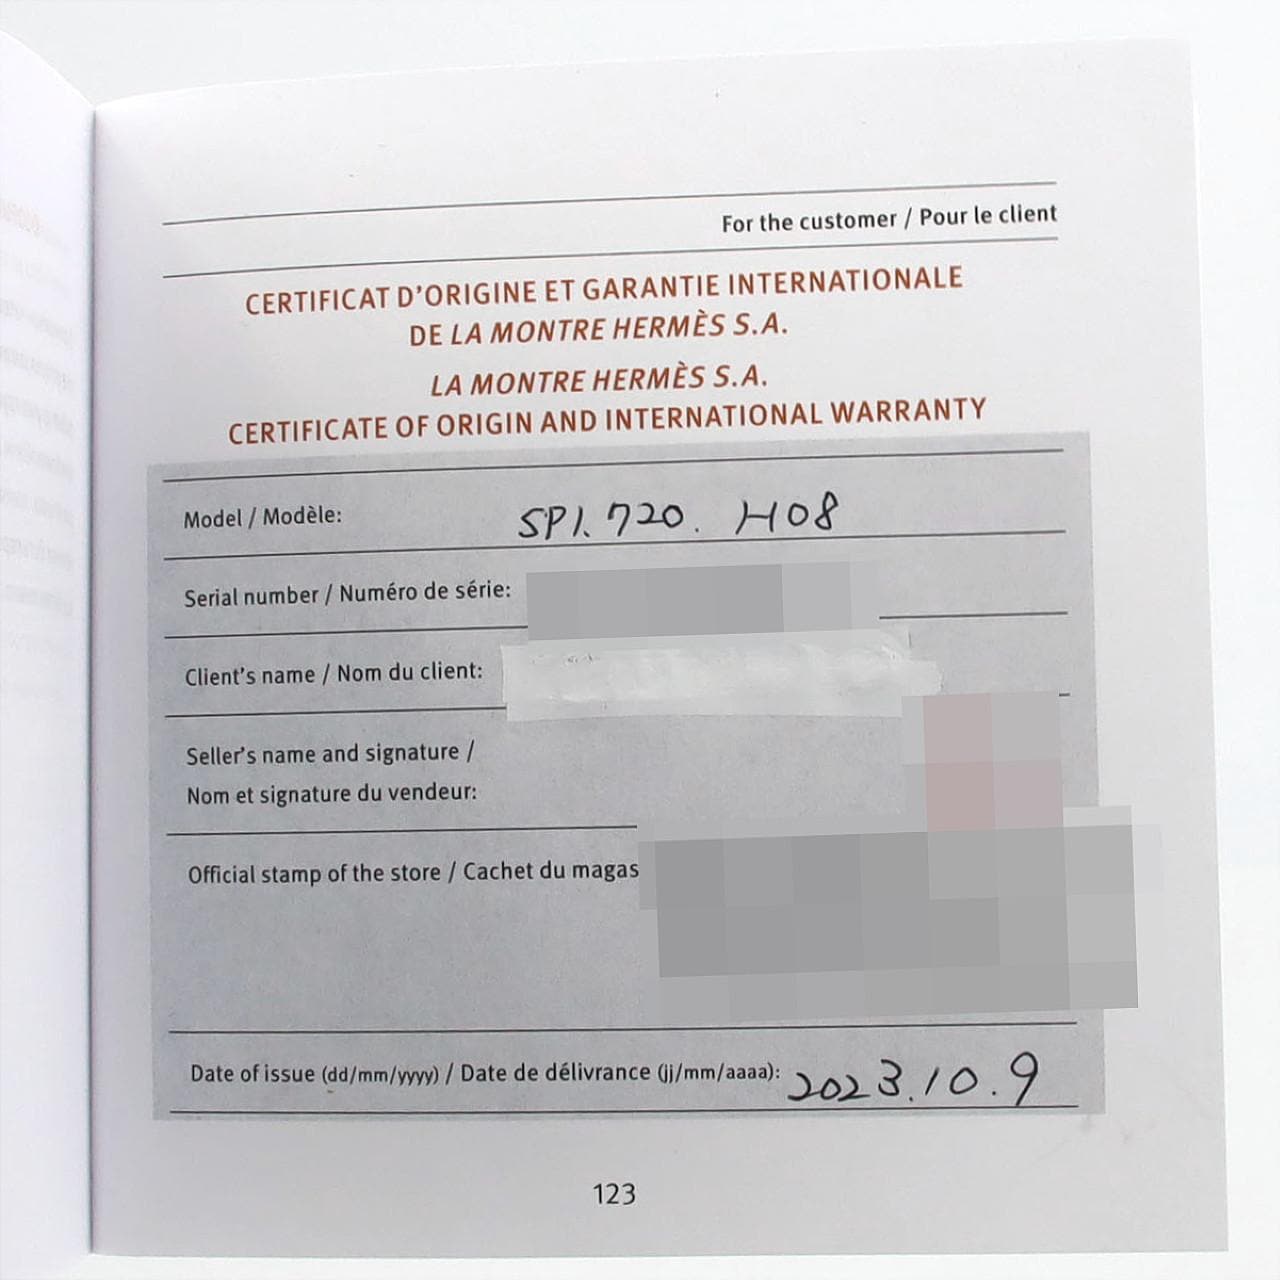 For the customer / Pour le client
CERTIFICAT D'ORIGINE ET GARANTIE INTERNATIONALE
DE LA MONTRE HERMÈS S.A.
LA MONTRE HERMÈS S.A.
CERTIFICATE OF ORIGIN AND INTERNATIONAL WARRANTY
Model / Modèle: SP1.720. H08
Serial number / Numéro de série:
Client's name / Nom du client:
Seller's name and signature /
Nom et signature du vendeur:
Official stamp of the store / Cachet du magas
Date of issue (dd/mm/yyyy) / Date de délivrance (jj/mm/aaaa): 2023.10.9
123